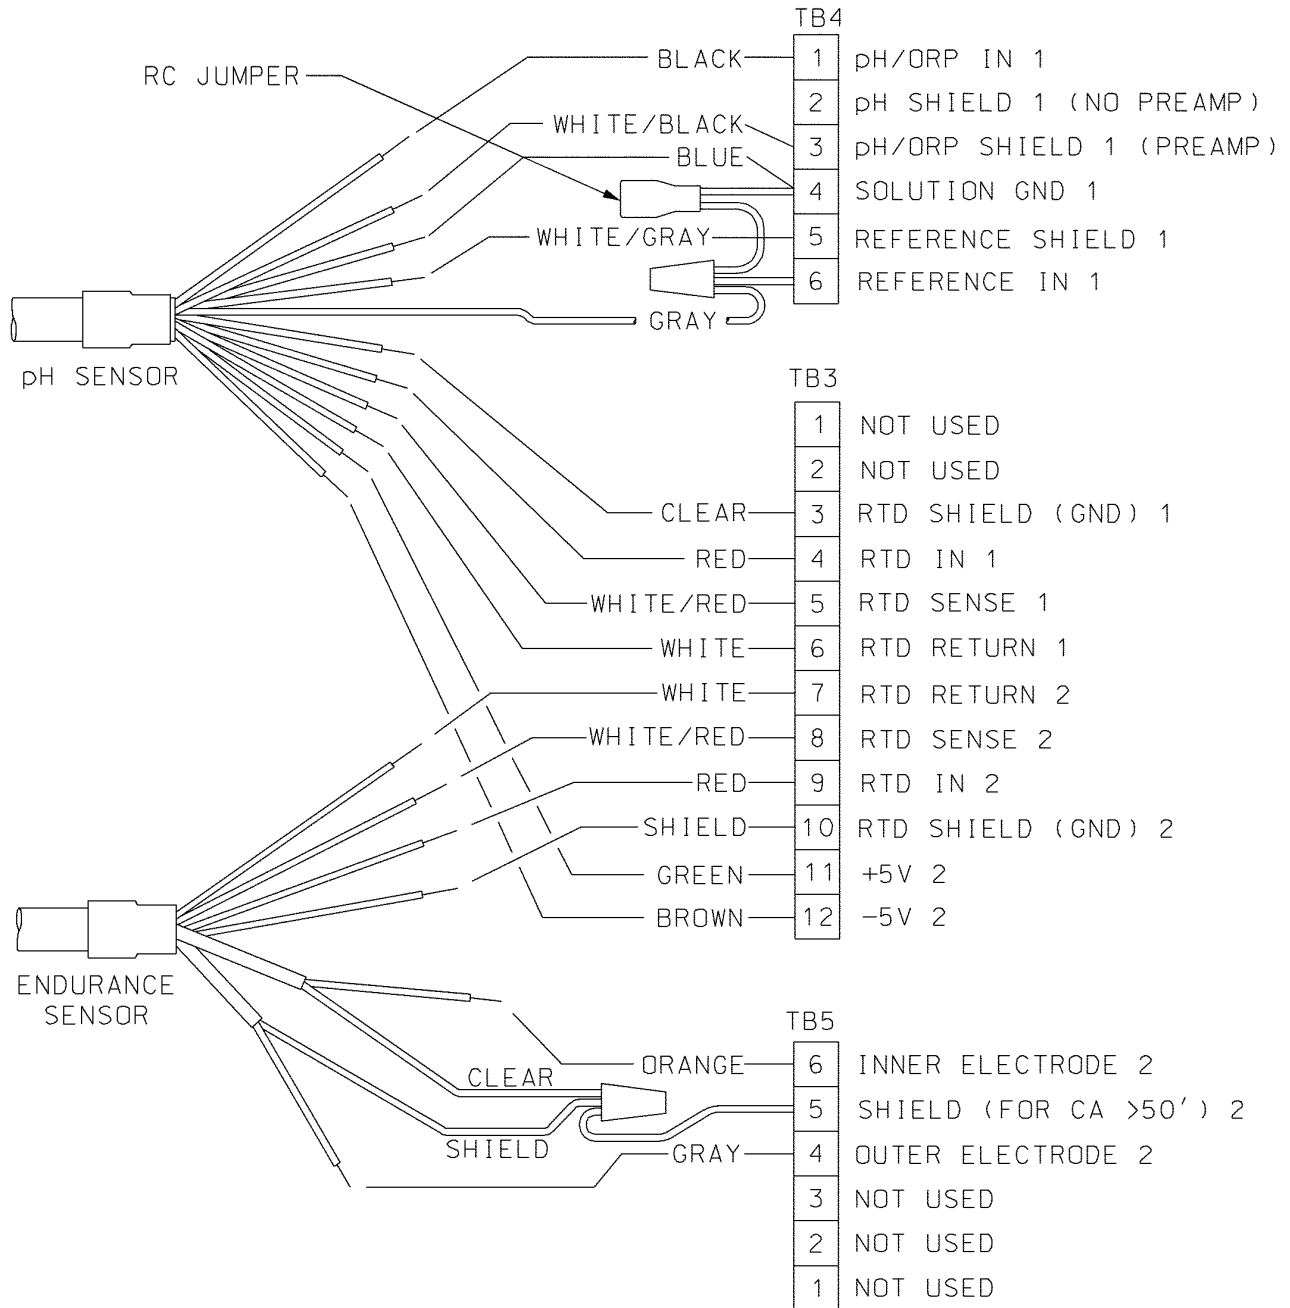 TB4
BLACK 1 pH/ORP IN 1
RC JUMPER
2 pH SHIELD 1 (NO PREAMP)
WHITE/BLACK 3 pH/ORP SHIELD 1 (PREAMP)
BLUE
4 SOLUTION GND 1
WHITE/GRAY 5 REFERENCE SHIELD 1
6 REFERENCE IN 1
GRAY
pH SENSOR
TB3
1 NOT USED
2 NOT USED
CLEAR 3 RTD SHIELD (GND) 1
RED 4 RTD IN 1
WHITE/RED 5 RTD SENSE 1
WHITE 6 RTD RETURN 1
WHITE 7 RTD RETURN 2
WHITE/RED 8 RTD SENSE 2
RED 9 RTD IN 2
SHIELD 10 RTD SHIELD (GND) 2
GREEN 11 +5V 2
BROWN 12 -5V 2
ENDURANCE
SENSOR
TB5
ORANGE 6 INNER ELECTRODE 2
CLEAR
5 SHIELD (FOR CA >50') 2
SHIELD
GRAY 4 OUTER ELECTRODE 2
3 NOT USED
2 NOT USED
1 NOT USED